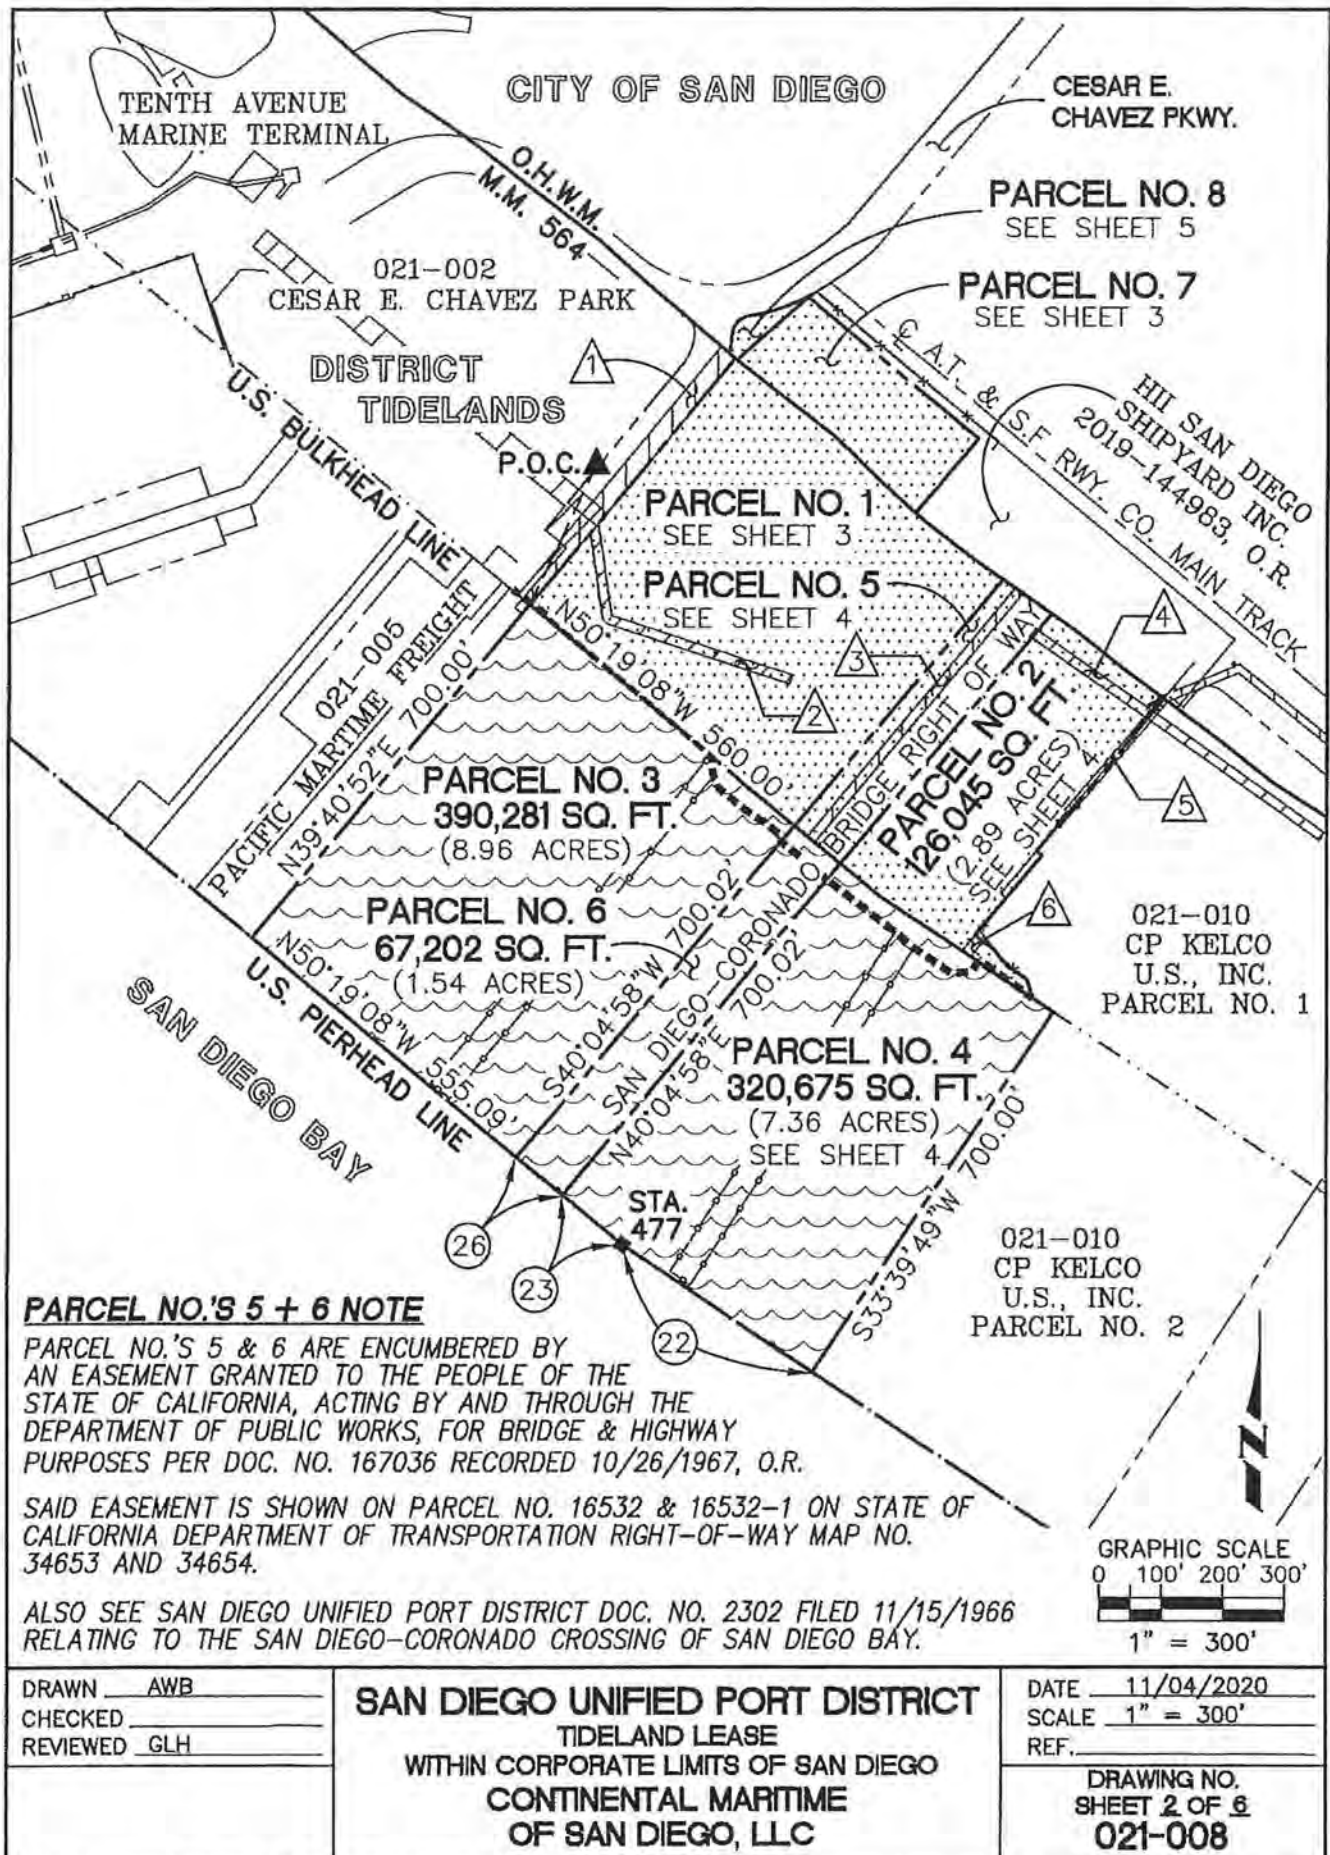 CITY OF SAN DIEGO
CESAR E.
CHAVEZ PKWY.
TENTH AVENUE
MARINE TERMINAL
O.H.W.M.
M.M. 564
PARCEL NO. 8
SEE SHEET 5
021-002
CESAR E. CHAVEZ PARK
PARCEL NO. 7
SEE SHEET 3
DISTRICT
TIDELANDS
1
℄ A.T. & S.F. RWY. CO. MAIN TRACK
HII SAN DIEGO
SHIPYARD INC.
2019-144983, O.R.
U.S. BULKHEAD LINE
P.O.C.
PARCEL NO. 1
SEE SHEET 3
PARCEL NO. 5
SEE SHEET 4
2
3
4
5
6
N50°19'08"W 560.00'
021-005
PACIFIC MARTIME FREIGHT
N39°40'52"E 700.00'
PARCEL NO. 2
126,045 SQ. FT.
(2.89 ACRES)
SEE SHEET 4
PARCEL NO. 3
390,281 SQ. FT.
(8.96 ACRES)
PARCEL NO. 6
67,202 SQ. FT.
(1.54 ACRES)
S40°04'58"W 700.02'
SAN DIEGO-CORONADO BRIDGE RIGHT OF WAY
N40°04'58"E 700.02'
021-010
CP KELCO
U.S., INC.
PARCEL NO. 1
N50°19'08"W 555.09'
U.S. PIERHEAD LINE
SAN DIEGO BAY
PARCEL NO. 4
320,675 SQ. FT.
(7.36 ACRES)
SEE SHEET 4
S33°39'49"W 700.00'
STA.
477
26
23
22
021-010
CP KELCO
U.S., INC.
PARCEL NO. 2
PARCEL NO.'S 5 + 6 NOTE
PARCEL NO.'S 5 & 6 ARE ENCUMBERED BY
AN EASEMENT GRANTED TO THE PEOPLE OF THE
STATE OF CALIFORNIA, ACTING BY AND THROUGH THE
DEPARTMENT OF PUBLIC WORKS, FOR BRIDGE & HIGHWAY
PURPOSES PER DOC. NO. 167036 RECORDED 10/26/1967, O.R.
SAID EASEMENT IS SHOWN ON PARCEL NO. 16532 & 16532-1 ON STATE OF
CALIFORNIA DEPARTMENT OF TRANSPORTATION RIGHT-OF-WAY MAP NO.
34653 AND 34654.
ALSO SEE SAN DIEGO UNIFIED PORT DISTRICT DOC. NO. 2302 FILED 11/15/1966
RELATING TO THE SAN DIEGO-CORONADO CROSSING OF SAN DIEGO BAY.
N
GRAPHIC SCALE
0 100' 200' 300'
1" = 300'
DRAWN AWB
CHECKED
REVIEWED GLH
SAN DIEGO UNIFIED PORT DISTRICT
TIDELAND LEASE
WITHIN CORPORATE LIMITS OF SAN DIEGO
CONTINENTAL MARITIME
OF SAN DIEGO, LLC
DATE 11/04/2020
SCALE 1" = 300'
REF.
DRAWING NO.
SHEET 2 OF 6
021-008